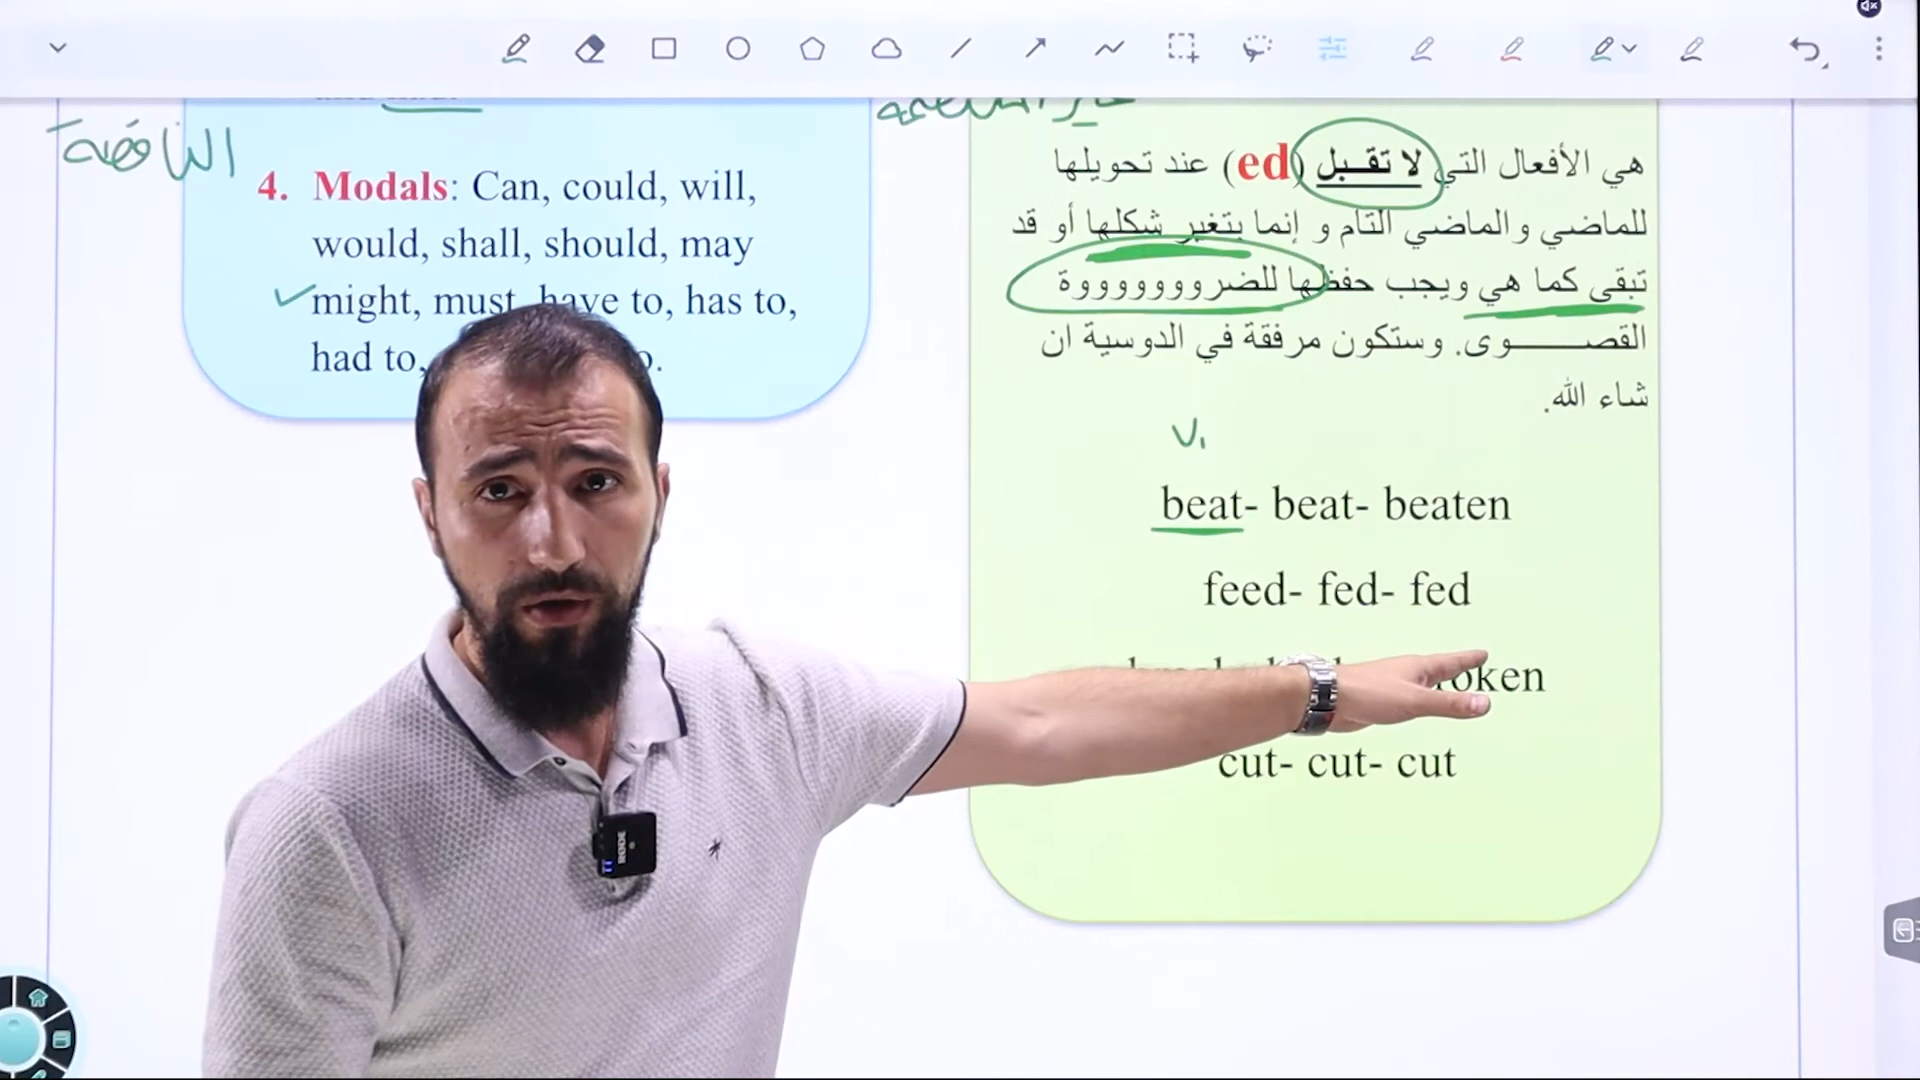 الناقصة
4. Modals: Can, could, will,
would, shall, should, may
might, must, have to, has to,
had to,
هي الأفعال التي لا تقبل (ed) عند تحويلها
للماضي والماضي التام و إنما بتغير شكلها أو قد
تبقى كما هي ويجب حفظها للضرووووووووة
القصـــــوى. وستكون مرفقة في الدوسية ان
شاء الله.
V1
beat- beat- beaten
feed- fed- fed
cut- cut- cut
RODE